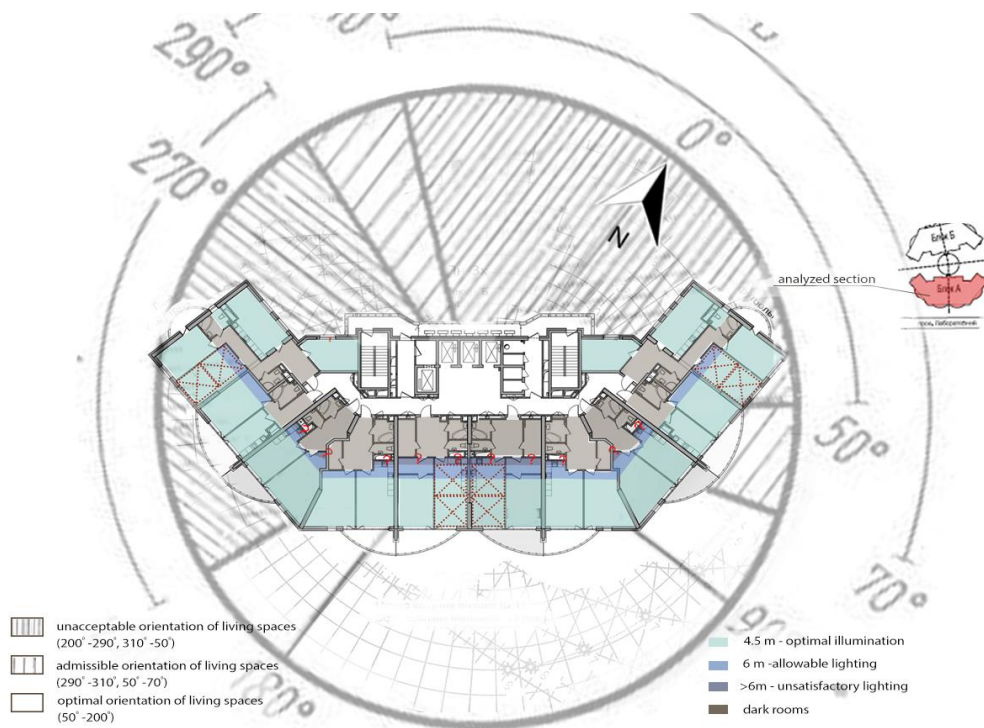 290°
270°
0°
50°
70°
180°
N
analyzed section
Блок Б
Блок А
unacceptable orientation of living spaces
(200° -290°, 310° -50°)
admissible orientation of living spaces
(290° -310°, 50° -70°)
optimal orientation of living spaces
(50° -200°)
4.5 m - optimal illumination
6 m -allowable lighting
>6m - unsatisfactory lighting
dark rooms